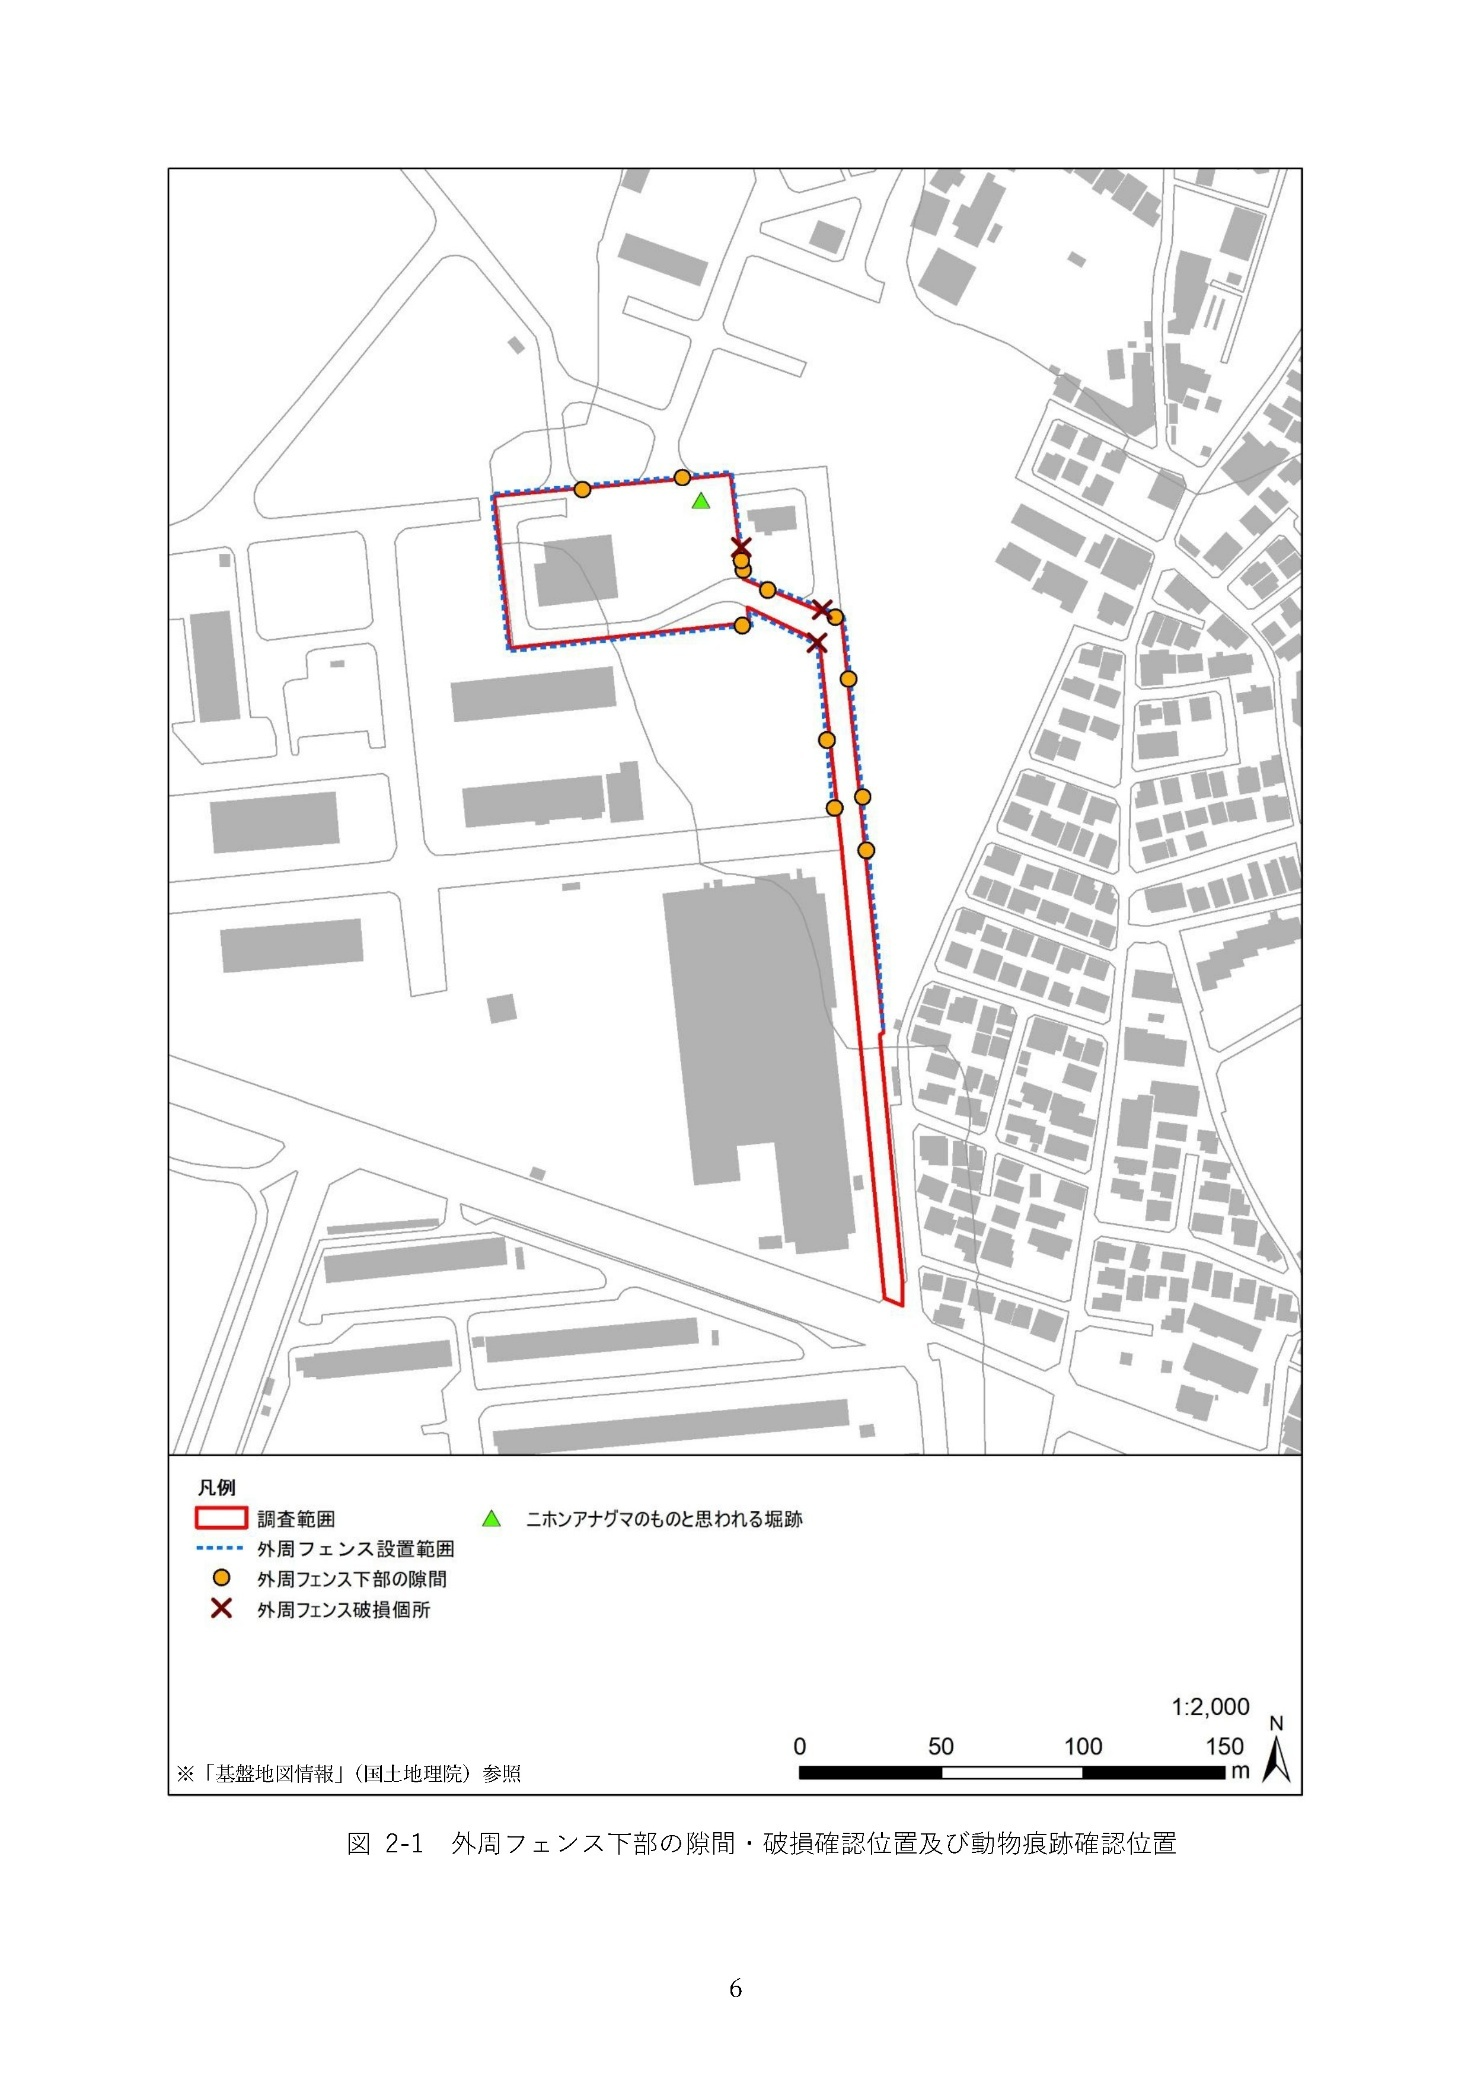 凡例
調査範囲
ニホンアナグマのものと思われる堀跡
外周フェンス設置範囲
外周フェンス下部の隙間
外周フェンス破損個所
1:2,000
N
0 50 100 150
m
※「基盤地図情報」（国土地理院）参照
図 2-1　外周フェンス下部の隙間・破損確認位置及び動物痕跡確認位置
6